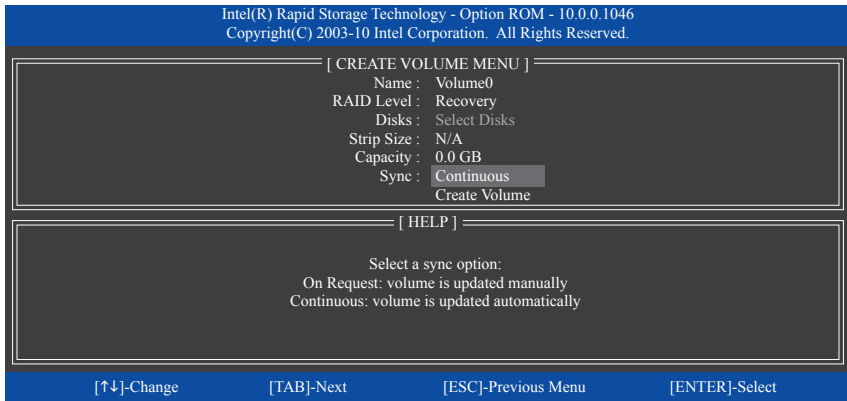 Intel(R) Rapid Storage Technology - Option ROM - 10.0.0.1046
Copyright(C) 2003-10 Intel Corporation. All Rights Reserved.
[ CREATE VOLUME MENU ]
Name : Volume0
RAID Level : Recovery
Disks : Select Disks
Strip Size : N/A
Capacity : 0.0 GB
Sync : Continuous
Create Volume
[ HELP ]
Select a sync option:
On Request: volume is updated manually
Continuous: volume is updated automatically
[↑↓]-Change [TAB]-Next [ESC]-Previous Menu [ENTER]-Select